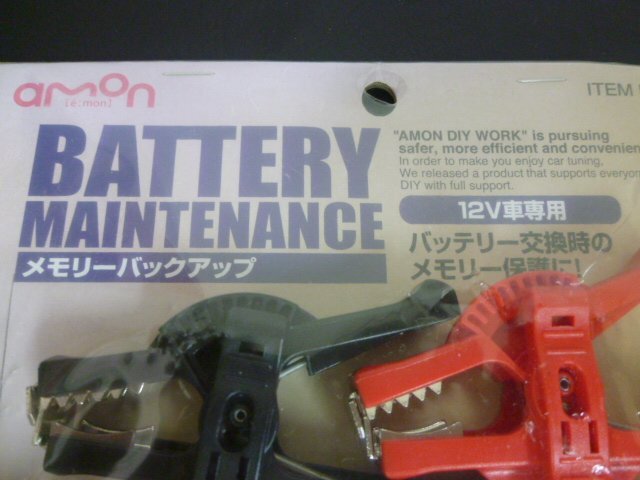 amon
[é:mon]
ITEM
BATTERY
MAINTENANCE
メモリーバックアップ
"AMON DIY WORK" is pursuing
safer, more efficient and
In order to make you enjoy car tuning,
We released a product that supports
DIY with full support.
12V車専用
バッテリー交換時の
メモリー保護に!